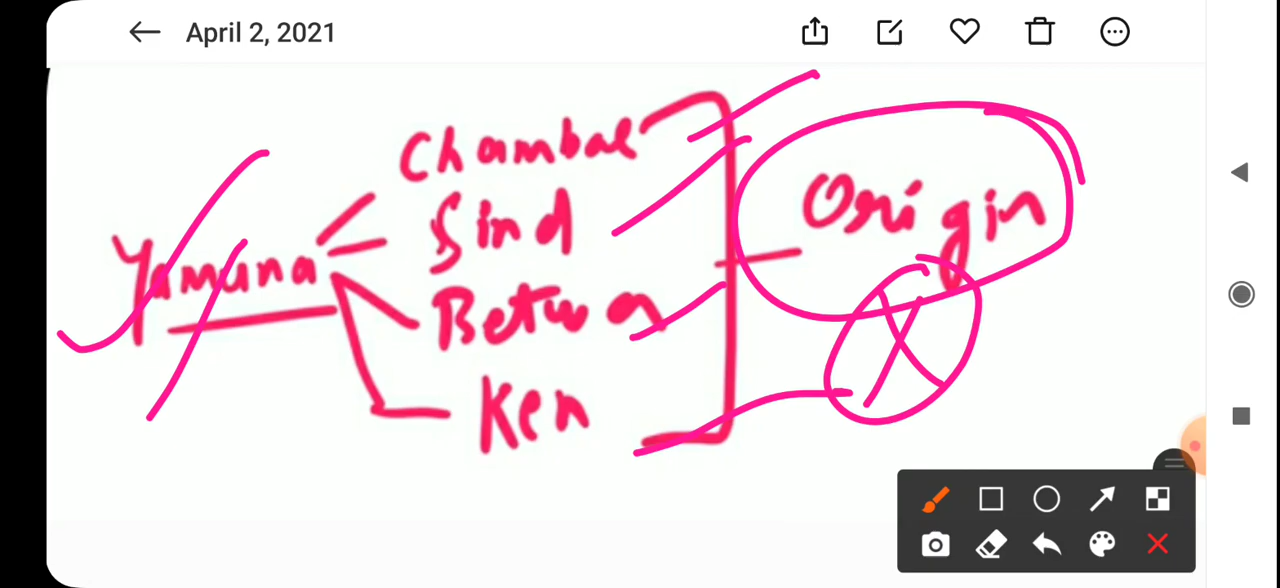 April 2, 2021
Chambal
Sind
Yamuna
Betwa
Ken
Origin